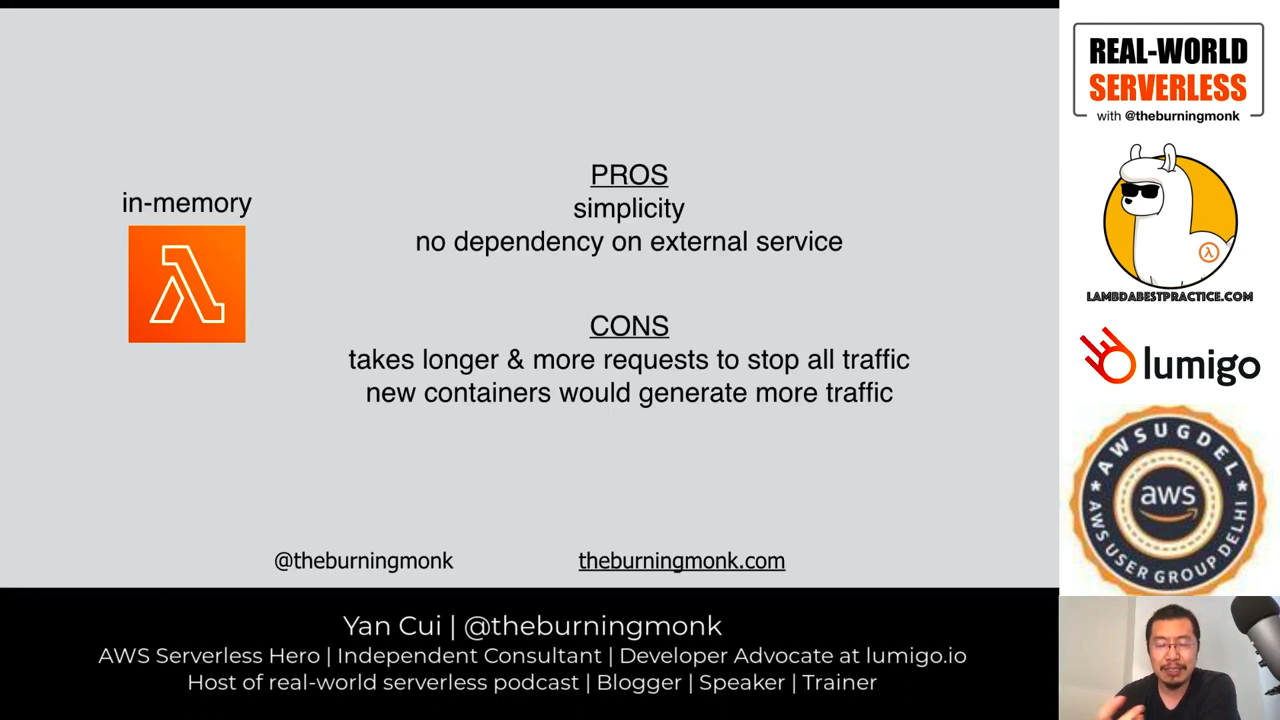 in-memory
PROS
simplicity
no dependency on external service
CONS
takes longer & more requests to stop all traffic
new containers would generate more traffic
@theburningmonk
theburningmonk.com
Yan Cui | @theburningmonk
AWS Serverless Hero | Independent Consultant | Developer Advocate at lumigo.io
Host of real-world serverless podcast | Blogger | Speaker | Trainer
REAL-WORLD
SERVERLESS
with @theburningmonk
λ
LAMBDABESTPRACTICE.COM
lumigo
* AWSUGDEL *
aws
AWS USER GROUP DELHI